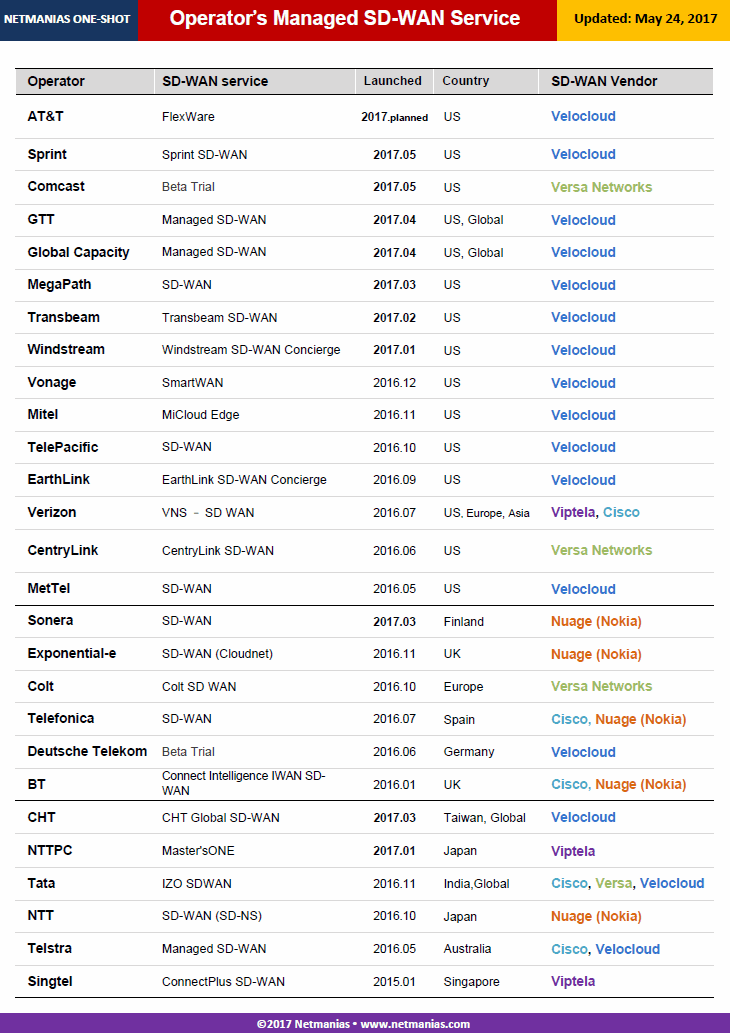 NETMANIAS ONE-SHOT Operator's Managed SD-WAN Service Updated: May 24, 2017
Operator SD-WAN service Launched Country SD-WAN Vendor
AT&T FlexWare 2017.planned US Velocloud
Sprint Sprint SD-WAN 2017.05 US Velocloud
Comcast Beta Trial 2017.05 US Versa Networks
GTT Managed SD-WAN 2017.04 US, Global Velocloud
Global Capacity Managed SD-WAN 2017.04 US, Global Velocloud
MegaPath SD-WAN 2017.03 US Velocloud
Transbeam Transbeam SD-WAN 2017.02 US Velocloud
Windstream Windstream SD-WAN Concierge 2017.01 US Velocloud
Vonage SmartWAN 2016.12 US Velocloud
Mitel MiCloud Edge 2016.11 US Velocloud
TelePacific SD-WAN 2016.10 US Velocloud
EarthLink EarthLink SD-WAN Concierge 2016.09 US Velocloud
Verizon VNS - SD WAN 2016.07 US, Europe, Asia Viptela, Cisco
CentryLink CentryLink SD-WAN 2016.06 US Versa Networks
MetTel SD-WAN 2016.05 US Velocloud
Sonera SD-WAN 2017.03 Finland Nuage (Nokia)
Exponential-e SD-WAN (Cloudnet) 2016.11 UK Nuage (Nokia)
Colt Colt SD WAN 2016.10 Europe Versa Networks
Telefonica SD-WAN 2016.07 Spain Cisco, Nuage (Nokia)
Deutsche Telekom Beta Trial 2016.06 Germany Velocloud
BT Connect Intelligence IWAN SD-
WAN 2016.01 UK Cisco, Nuage (Nokia)
CHT CHT Global SD-WAN 2017.03 Taiwan, Global Velocloud
NTTPC Master'sONE 2017.01 Japan Viptela
Tata IZO SDWAN 2016.11 India,Global Cisco, Versa, Velocloud
NTT SD-WAN (SD-NS) 2016.10 Japan Nuage (Nokia)
Telstra Managed SD-WAN 2016.05 Australia Cisco, Velocloud
Singtel ConnectPlus SD-WAN 2015.01 Singapore Viptela
©2017 Netmanias • www.netmanias.com